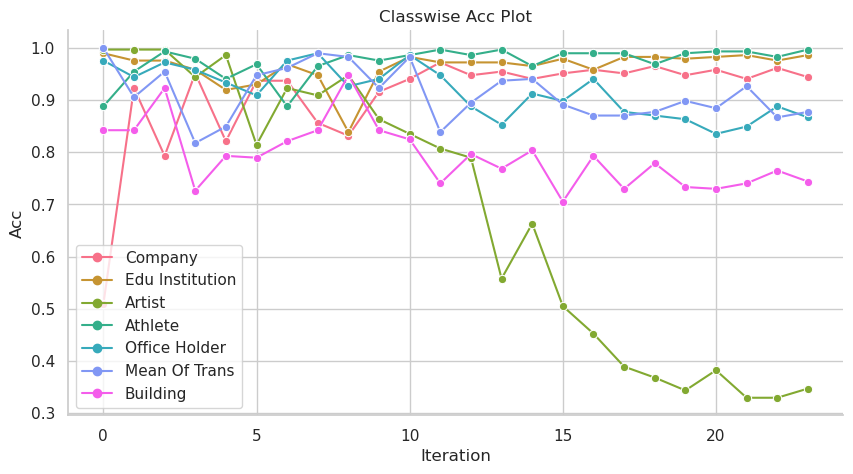 Classwise Acc Plot
1.0
0.9
0.8
0.7
0.6
0.5
0.4
0.3
Acc
Company
Edu Institution
Artist
Athlete
Office Holder
Mean Of Trans
Building
0 5 10 15 20
Iteration